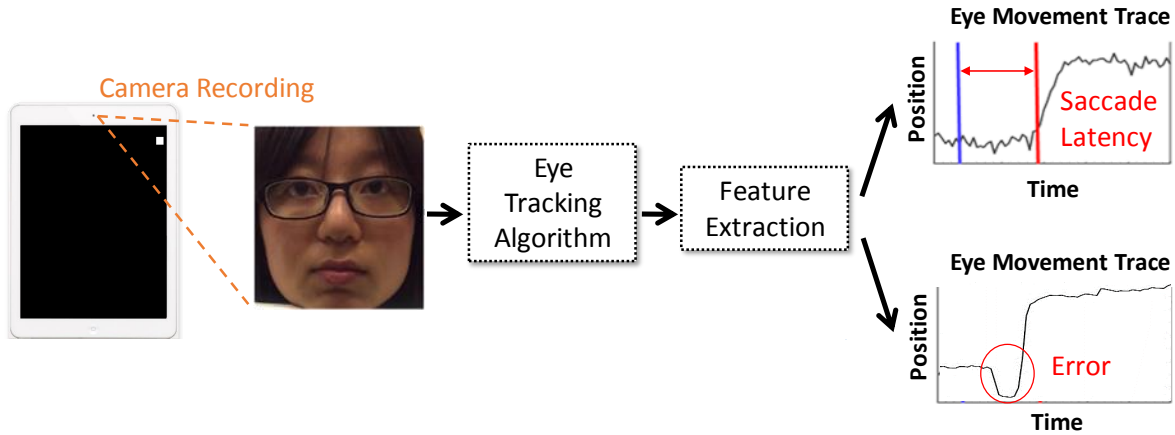 Camera Recording
Eye
Tracking
Algorithm
Feature
Extraction
Eye Movement Trace
Position
Saccade
Latency
Time
Eye Movement Trace
Position
Error
Time